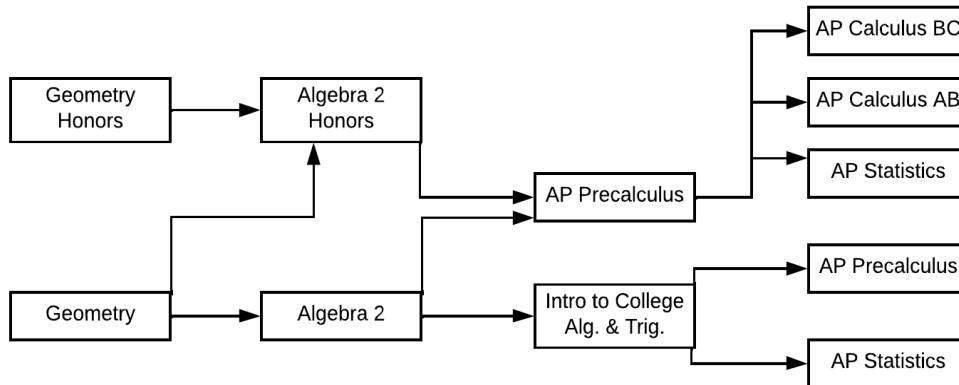 AP Calculus BC
Geometry
Honors
Algebra 2
Honors
AP Calculus AB
AP Statistics
AP Precalculus
AP Precalculus
Geometry
Algebra 2
Intro to College
Alg. & Trig.
AP Statistics